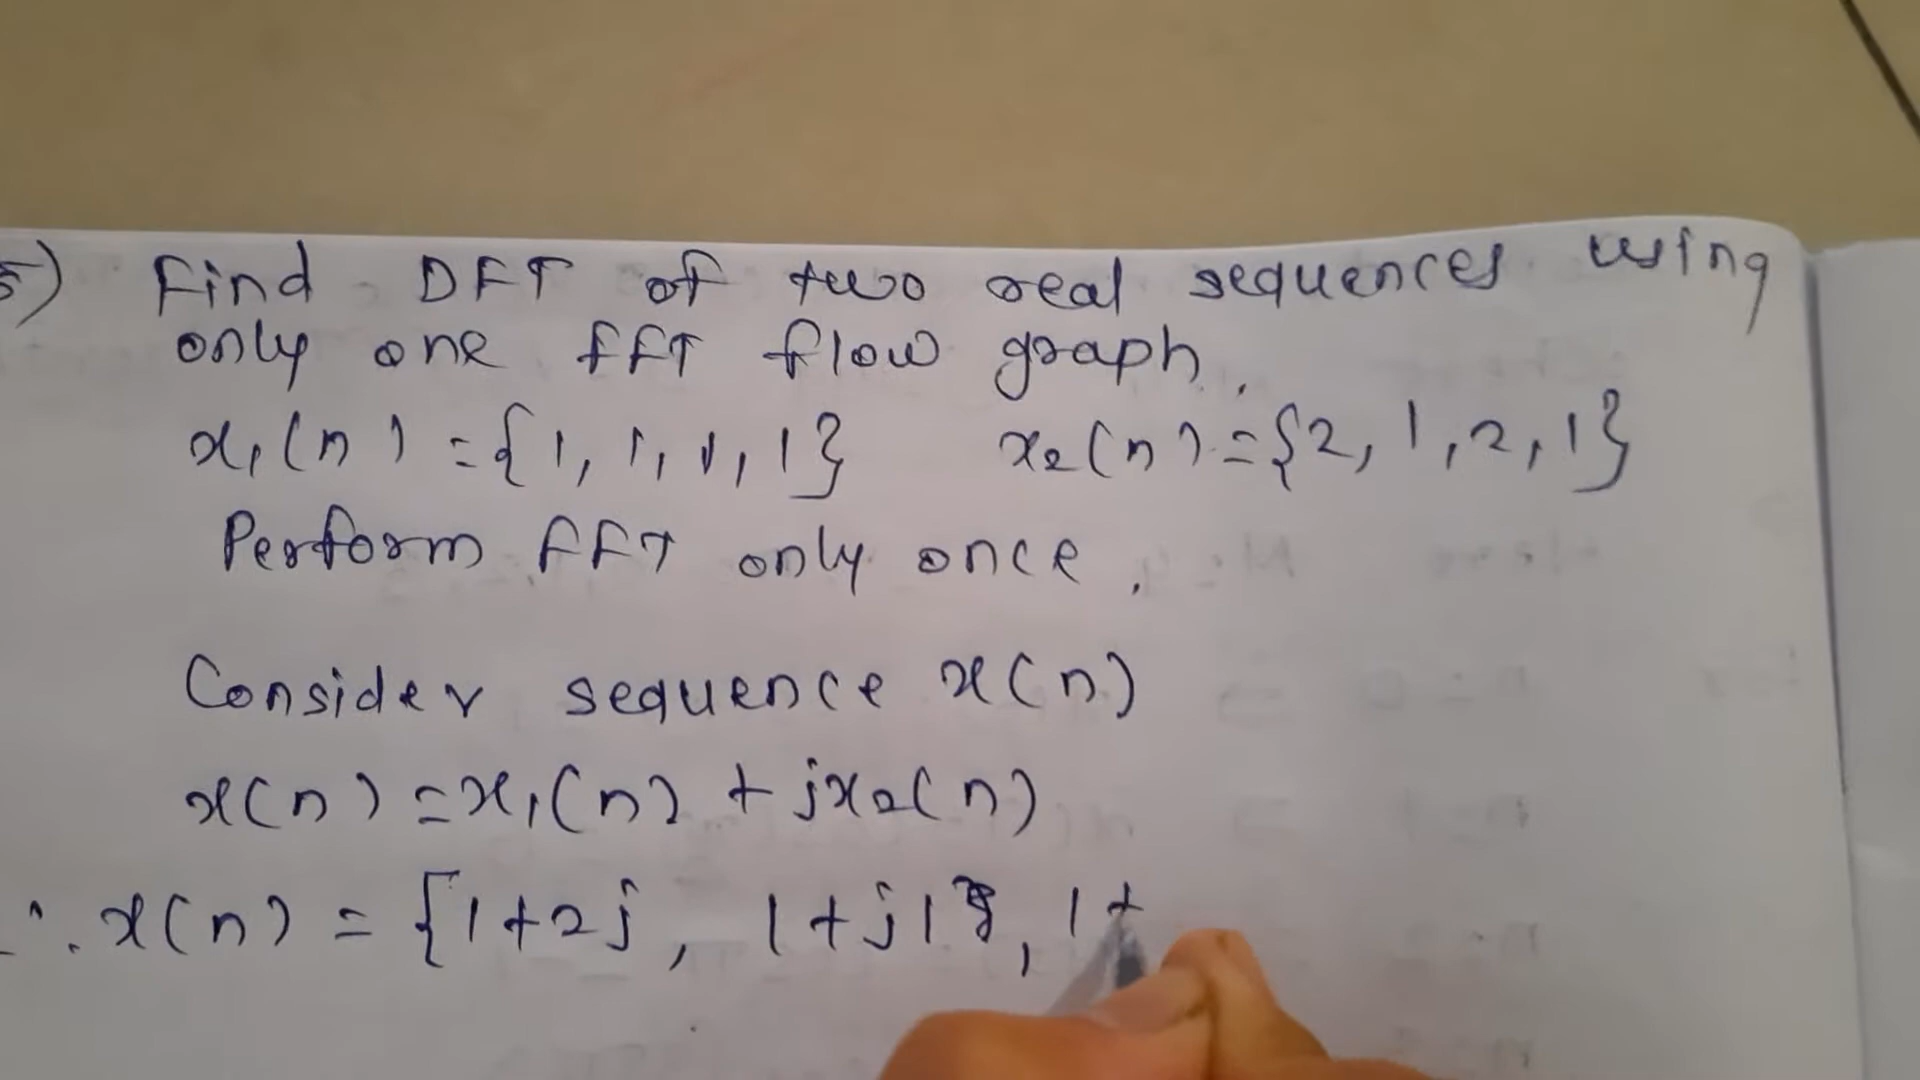 5) Find DFT of two real sequences using
only one FFT flow graph.
x₁(n) = {1, 1, 1, 1} x₂(n) = {2, 1, 2, 1}
Perform FFT only once.
Consider sequence x(n)
x(n) = x₁(n) + jx₂(n)
∴ x(n) = {1+2j, 1+j1, 1+